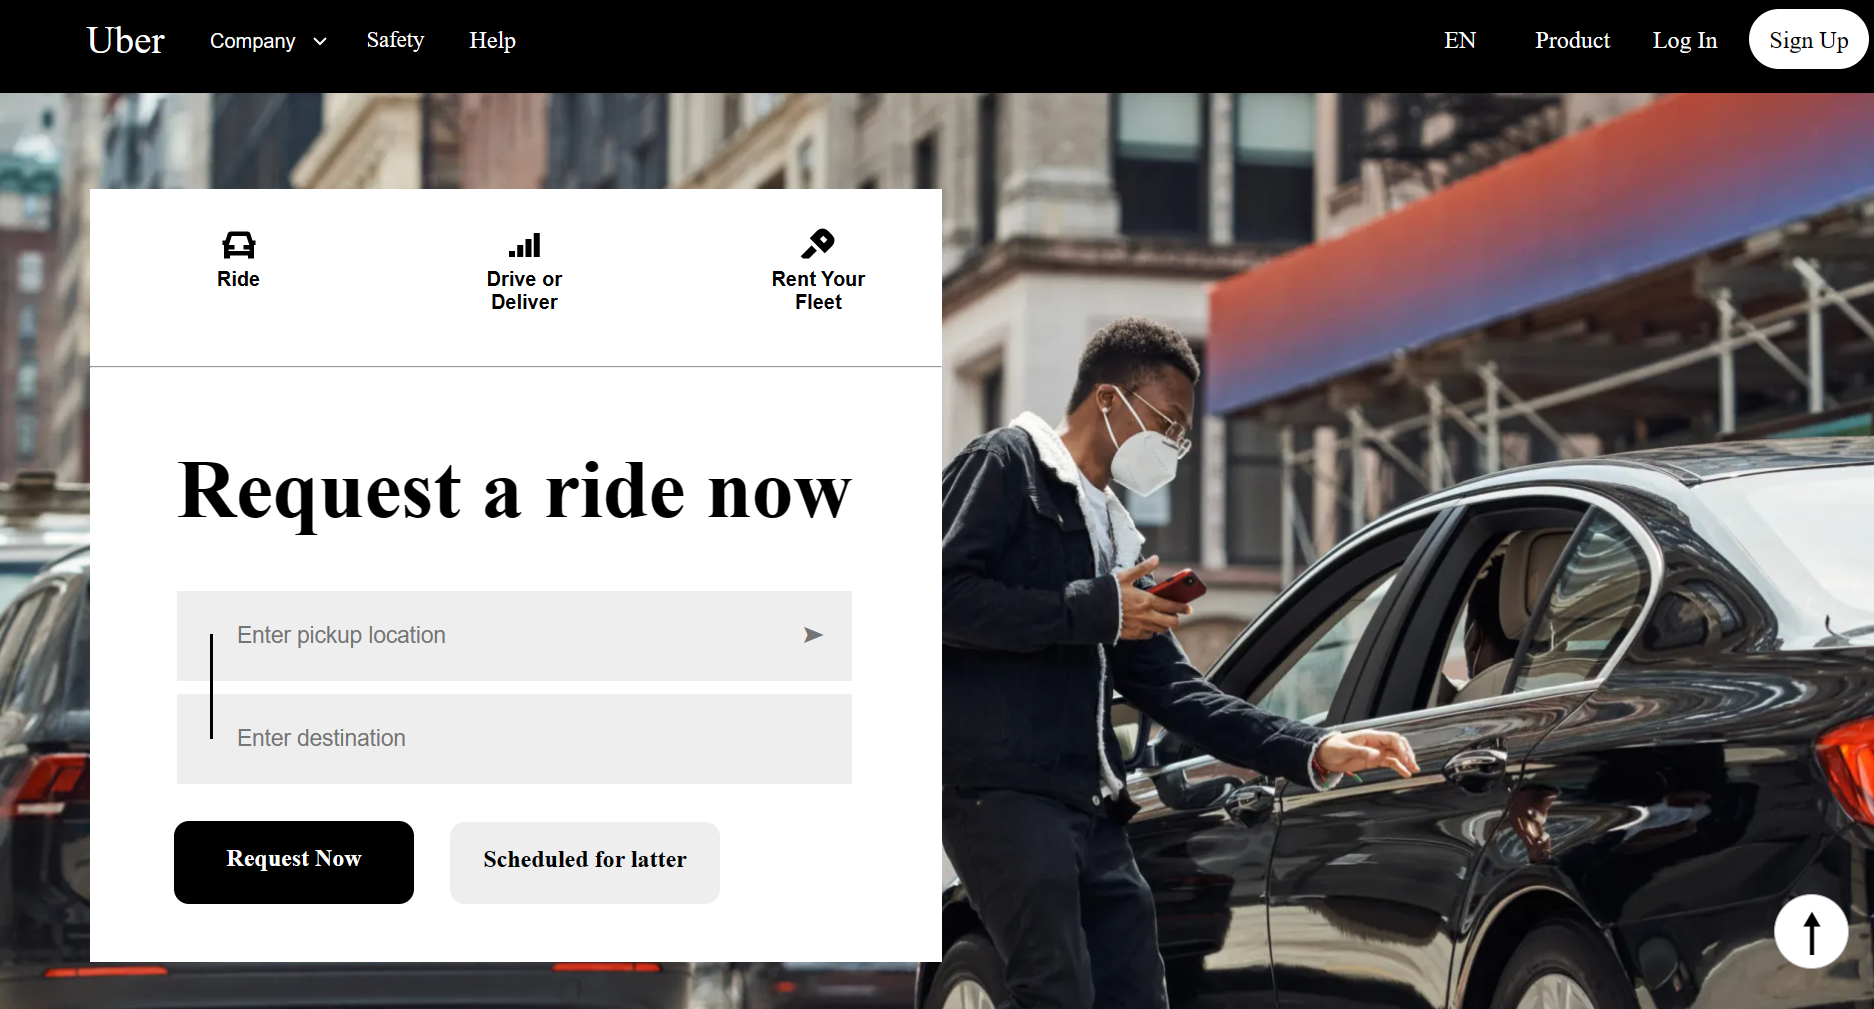 Uber Company Safety Help EN Product Log In Sign Up
Ride
Drive or
Deliver
Rent Your
Fleet
Request a ride now
Enter pickup location
Enter destination
Request Now
Scheduled for latter